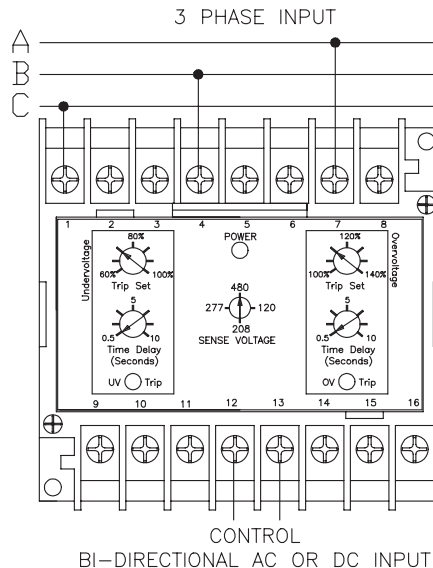 3 PHASE INPUT
A
B
C
1 2 3 4 5 6 7 8
Undervoltage
80%
60% 100%
Trip Set
5
0.5 10
Time Delay
(Seconds)
UV Trip
POWER
480
277 120
208
SENSE VOLTAGE
Overvoltage
120%
100% 140%
Trip Set
5
0.5 10
Time Delay
(Seconds)
OV Trip
9 10 11 12 13 14 15 16
CONTROL
BI-DIRECTIONAL AC OR DC INPUT